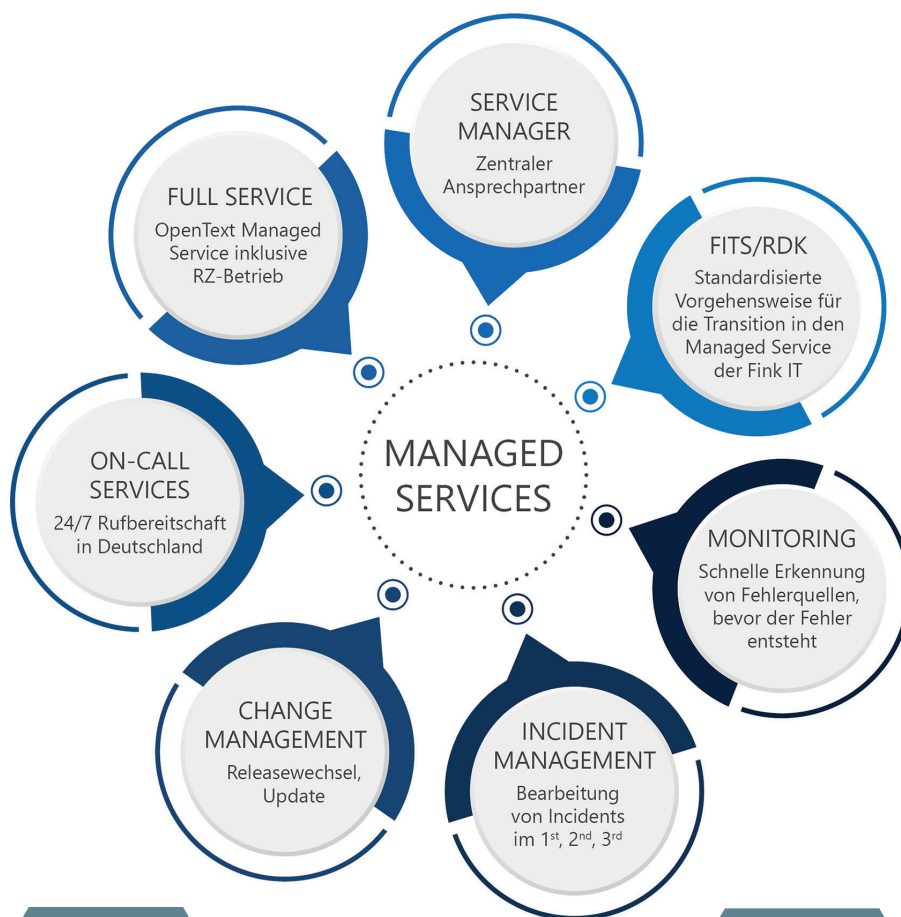 SERVICE
MANAGER
Zentraler
Ansprechpartner
FULL SERVICE
OpenText Managed
Service inklusive
RZ-Betrieb
FITS/RDK
Standardisierte
Vorgehensweise für
die Transition in den
Managed Service
der Fink IT
MANAGED
SERVICES
ON-CALL
SERVICES
24/7 Rufbereitschaft
in Deutschland
MONITORING
Schnelle Erkennung
von Fehlerquellen,
bevor der Fehler
entsteht
CHANGE
MANAGEMENT
Releasewechsel,
Update
INCIDENT
MANAGEMENT
Bearbeitung
von Incidents
im 1st, 2nd, 3rd